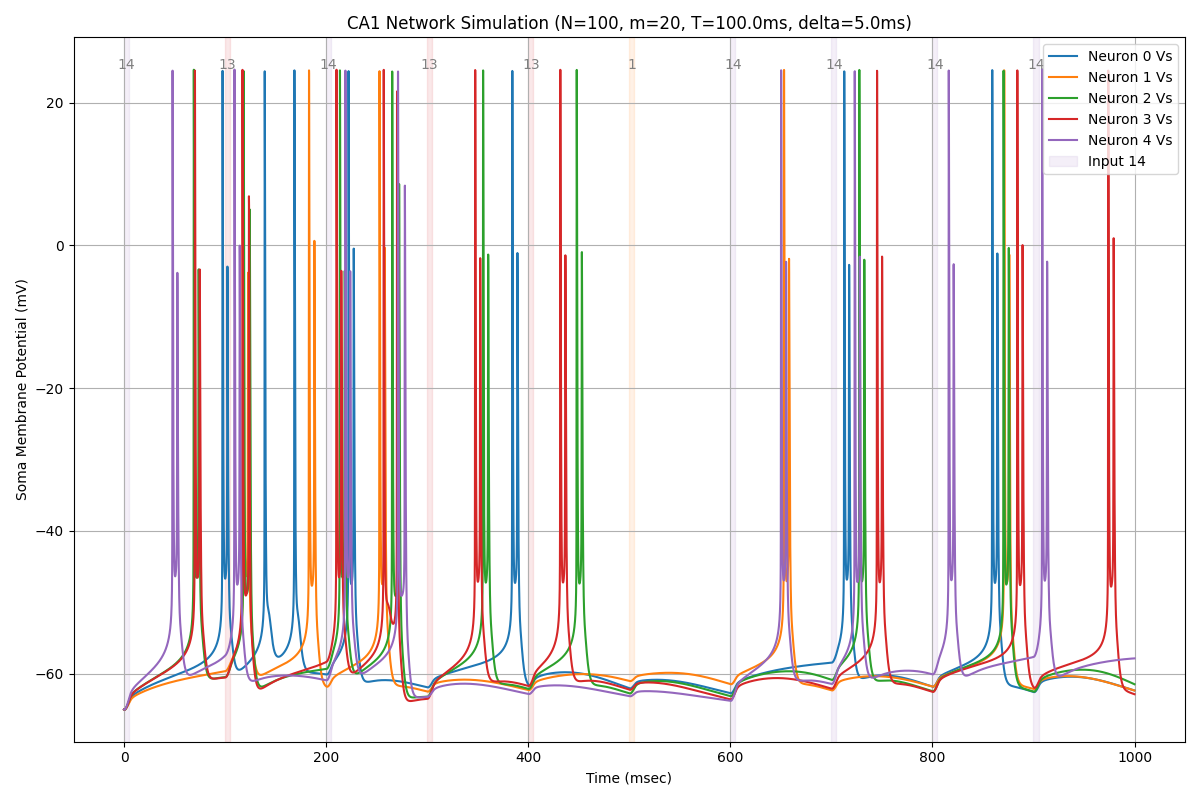 CA1 Network Simulation (N=100, m=20, T=100.0ms, delta=5.0ms)
14 13 14 13 13 1 14 14 14 14
Neuron 0 Vs
Neuron 1 Vs
Neuron 2 Vs
Neuron 3 Vs
Neuron 4 Vs
Input 14
Soma Membrane Potential (mV)
20
0
−20
−40
−60
0 200 400 600 800 1000
Time (msec)